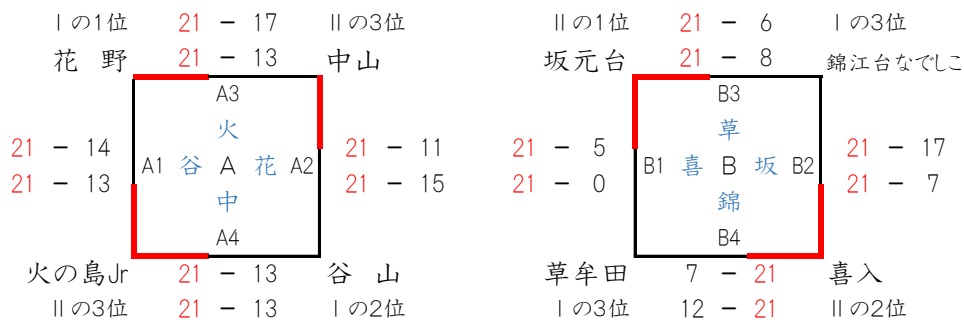 Ⅰの1位 21 － 17 Ⅱの3位
花 野 21 － 13 中山
A3
火
21 － 14 A1 谷 A 花 A2 21 － 11
21 － 13 21 － 15
中
A4
火の島Jr 21 － 13 谷 山
Ⅱの3位 21 － 13 Ⅰの2位
Ⅱの1位 21 － 6 Ⅰの3位
坂元台 21 － 8 錦江台なでしこ
B3
草
21 － 5 B1 喜 B 坂 B2 21 － 17
21 － 0 21 － 7
錦
B4
草牟田 7 － 21 喜入
Ⅰの3位 12 － 21 Ⅱの2位